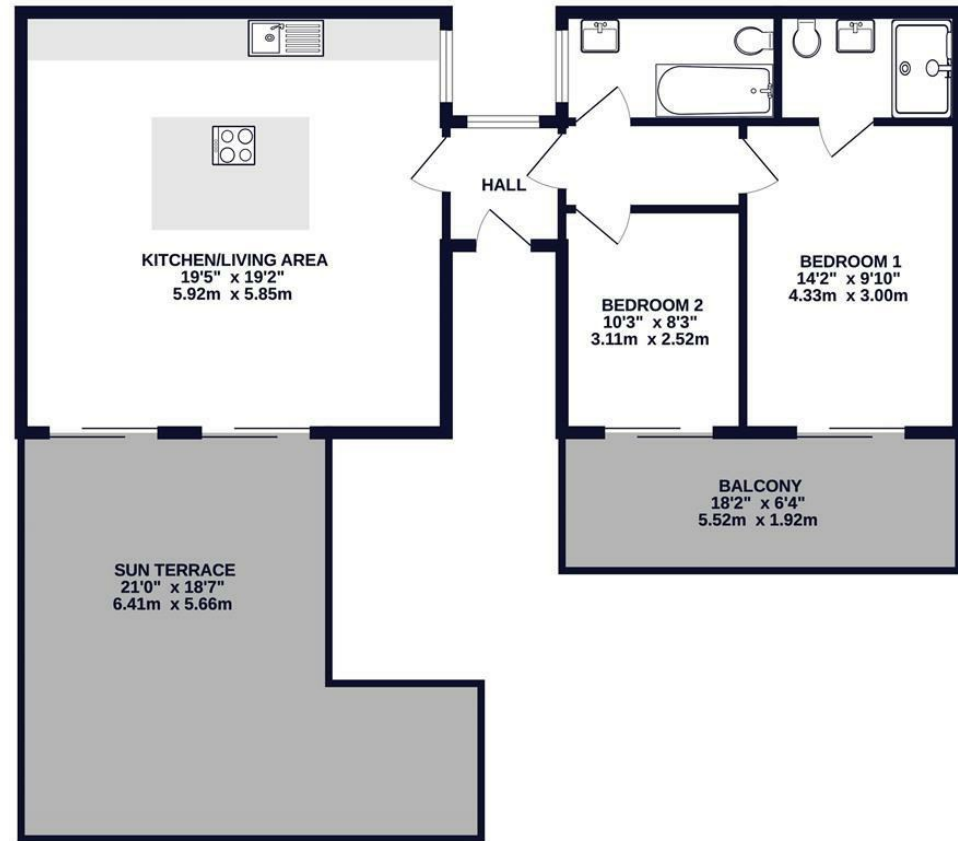 HALL
KITCHEN/LIVING AREA
19'5" x 19'2"
5.92m x 5.85m
BEDROOM 1
14'2" x 9'10"
4.33m x 3.00m
BEDROOM 2
10'3" x 8'3"
3.11m x 2.52m
BALCONY
18'2" x 6'4"
5.52m x 1.92m
SUN TERRACE
21'0" x 18'7"
6.41m x 5.66m